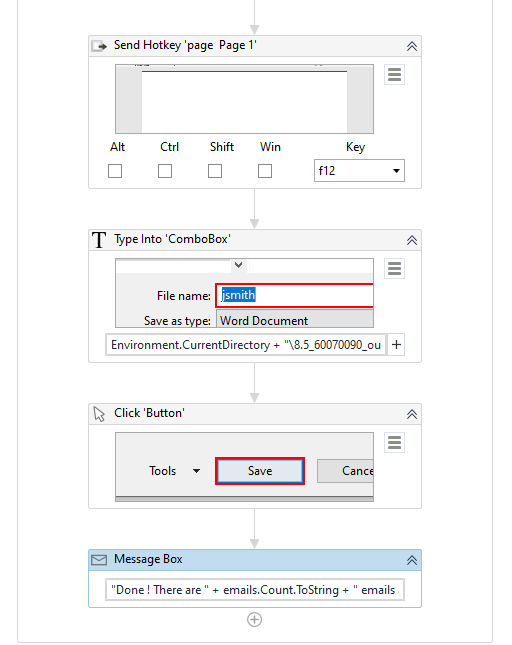 Send Hotkey 'page  Page 1'
Alt Ctrl Shift Win Key
f12
T Type Into 'ComboBox'
File name: jsmith
Save as type: Word Document
Environment.CurrentDirectory + "\8.5_60070090_ou
Click 'Button'
Tools Save Cance
Message Box
"Done ! There are " + emails.Count.ToString + " emails